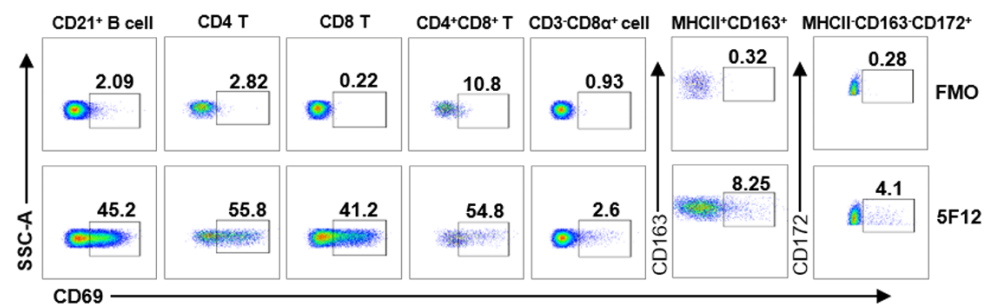 CD21⁺ B cell CD4 T CD8 T CD4⁺CD8⁺ T CD3⁻CD8α⁺ cell MHCII⁺CD163⁺ MHCII⁻CD163⁻CD172⁺
2.09 2.82 0.22 10.8 0.93 0.32 0.28 FMO
45.2 55.8 41.2 54.8 2.6 8.25 4.1 5F12
SSC-A
CD163
CD172
CD69